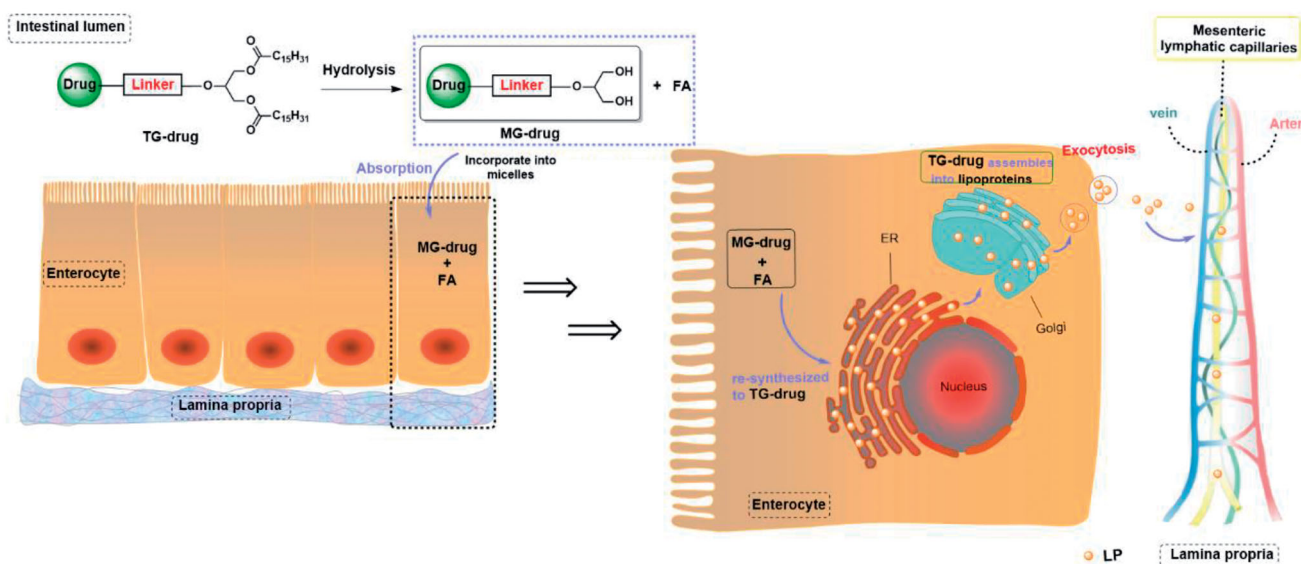 Intestinal lumen
Drug
Linker
O
O
O
C15H31
O
O
C15H31
TG-drug
Hydrolysis
Drug
Linker
O
OH
OH
+ FA
MG-drug
Absorption
Incorporate into
micelles
Enterocyte
MG-drug
+
FA
Lamina propria
MG-drug
+
FA
re-synthesized
to TG-drug
ER
Nucleus
Golgi
TG-drug assembles
into lipoproteins
Exocytosis
Enterocyte
Mesenteric
lymphatic capillaries
vein
Arter
LP
Lamina propria